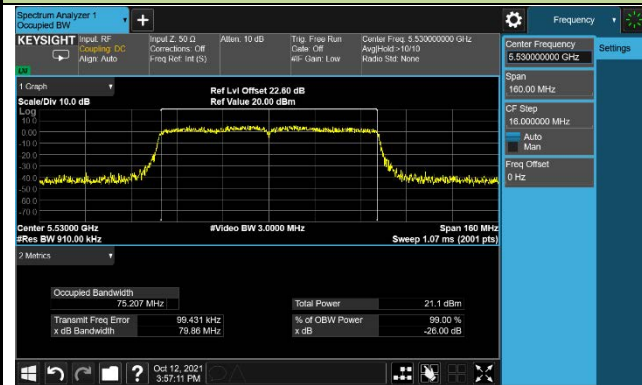 Spectrum Analyzer 1
Occupied BW
+
Frequency
KEYSIGHT
Input: RF
Coupling: DC
Align: Auto
Input Z: 50 Ω
Corrections: Off
Freq Ref: Int (S)
Atten: 10 dB
Trig: Free Run
Gate: Off
#IF Gain: Low
Center Freq: 5.530000000 GHz
Avg|Hold:>10/10
Radio Std: None
Center Frequency
5.530000000 GHz
Settings
Span
160.00 MHz
CF Step
16.000000 MHz
Auto
Man
Freq Offset
0 Hz
1 Graph
Scale/Div 10.0 dB
Ref Lvl Offset 22.60 dB
Ref Value 20.00 dBm
Log
10.0
0.00
-10.0
-20.0
-30.0
-40.0
-50.0
-60.0
-70.0
Center 5.53000 GHz
#Res BW 910.00 kHz
#Video BW 3.0000 MHz
Span 160 MHz
Sweep 1.07 ms (2001 pts)
2 Metrics
Occupied Bandwidth
75.207 MHz
Total Power
21.1 dBm
Transmit Freq Error
99.431 kHz
% of OBW Power
99.00 %
x dB Bandwidth
79.86 MHz
x dB
-26.00 dB
?
Oct 12, 2021
3:57:11 PM